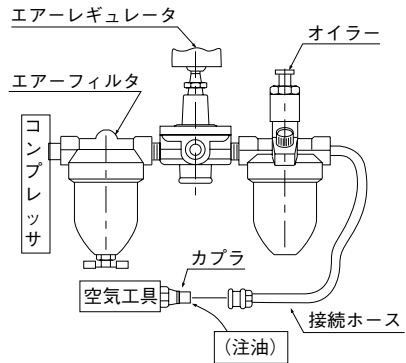 エアーレギュレータ
オイラー
エアーフィルタ
コンプレッサ
カプラ
空気工具
接続ホース
(注油)